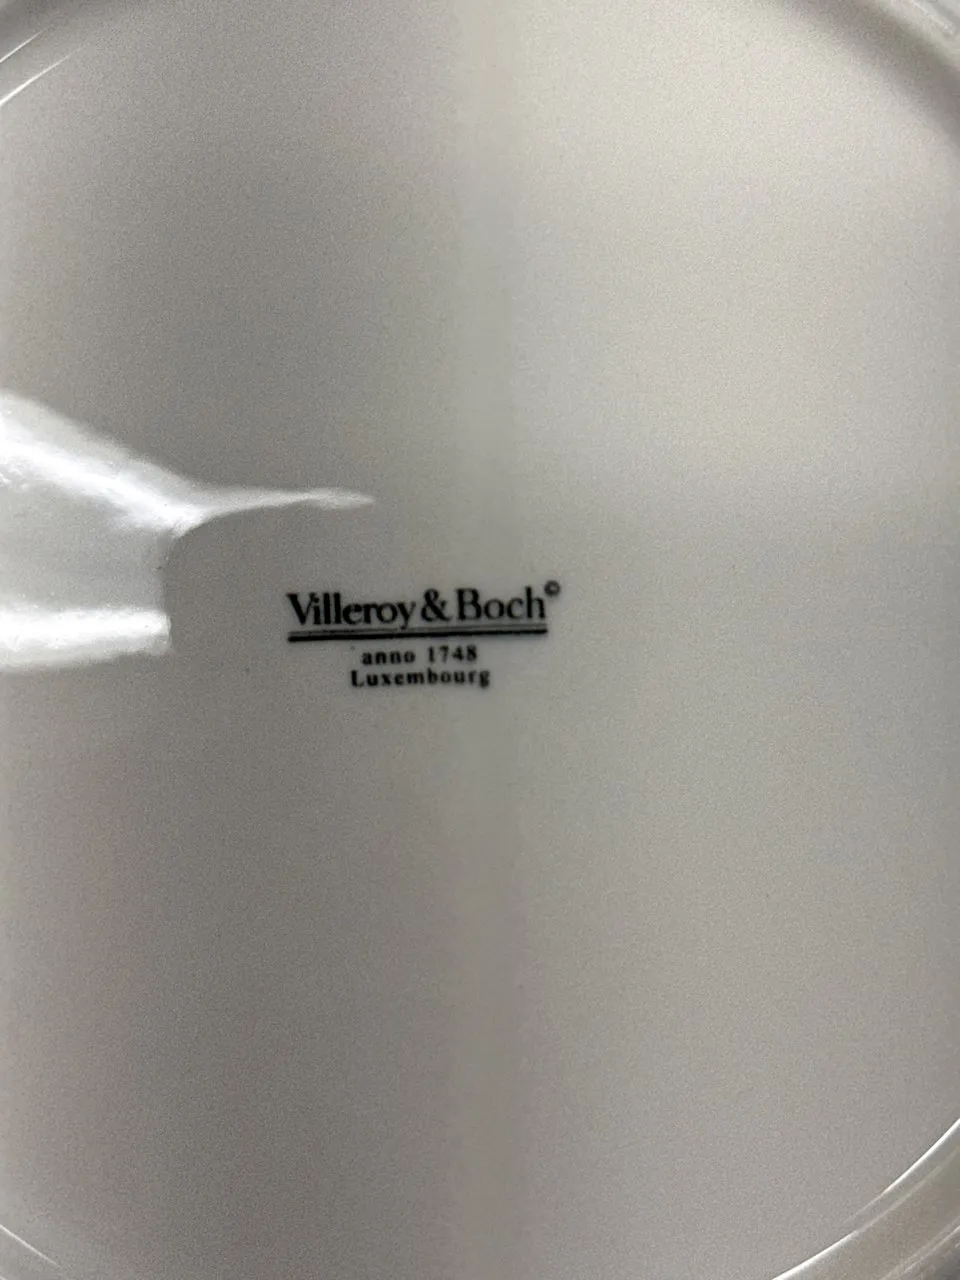 Villeroy & Boch©
anno 1748
Luxembourg